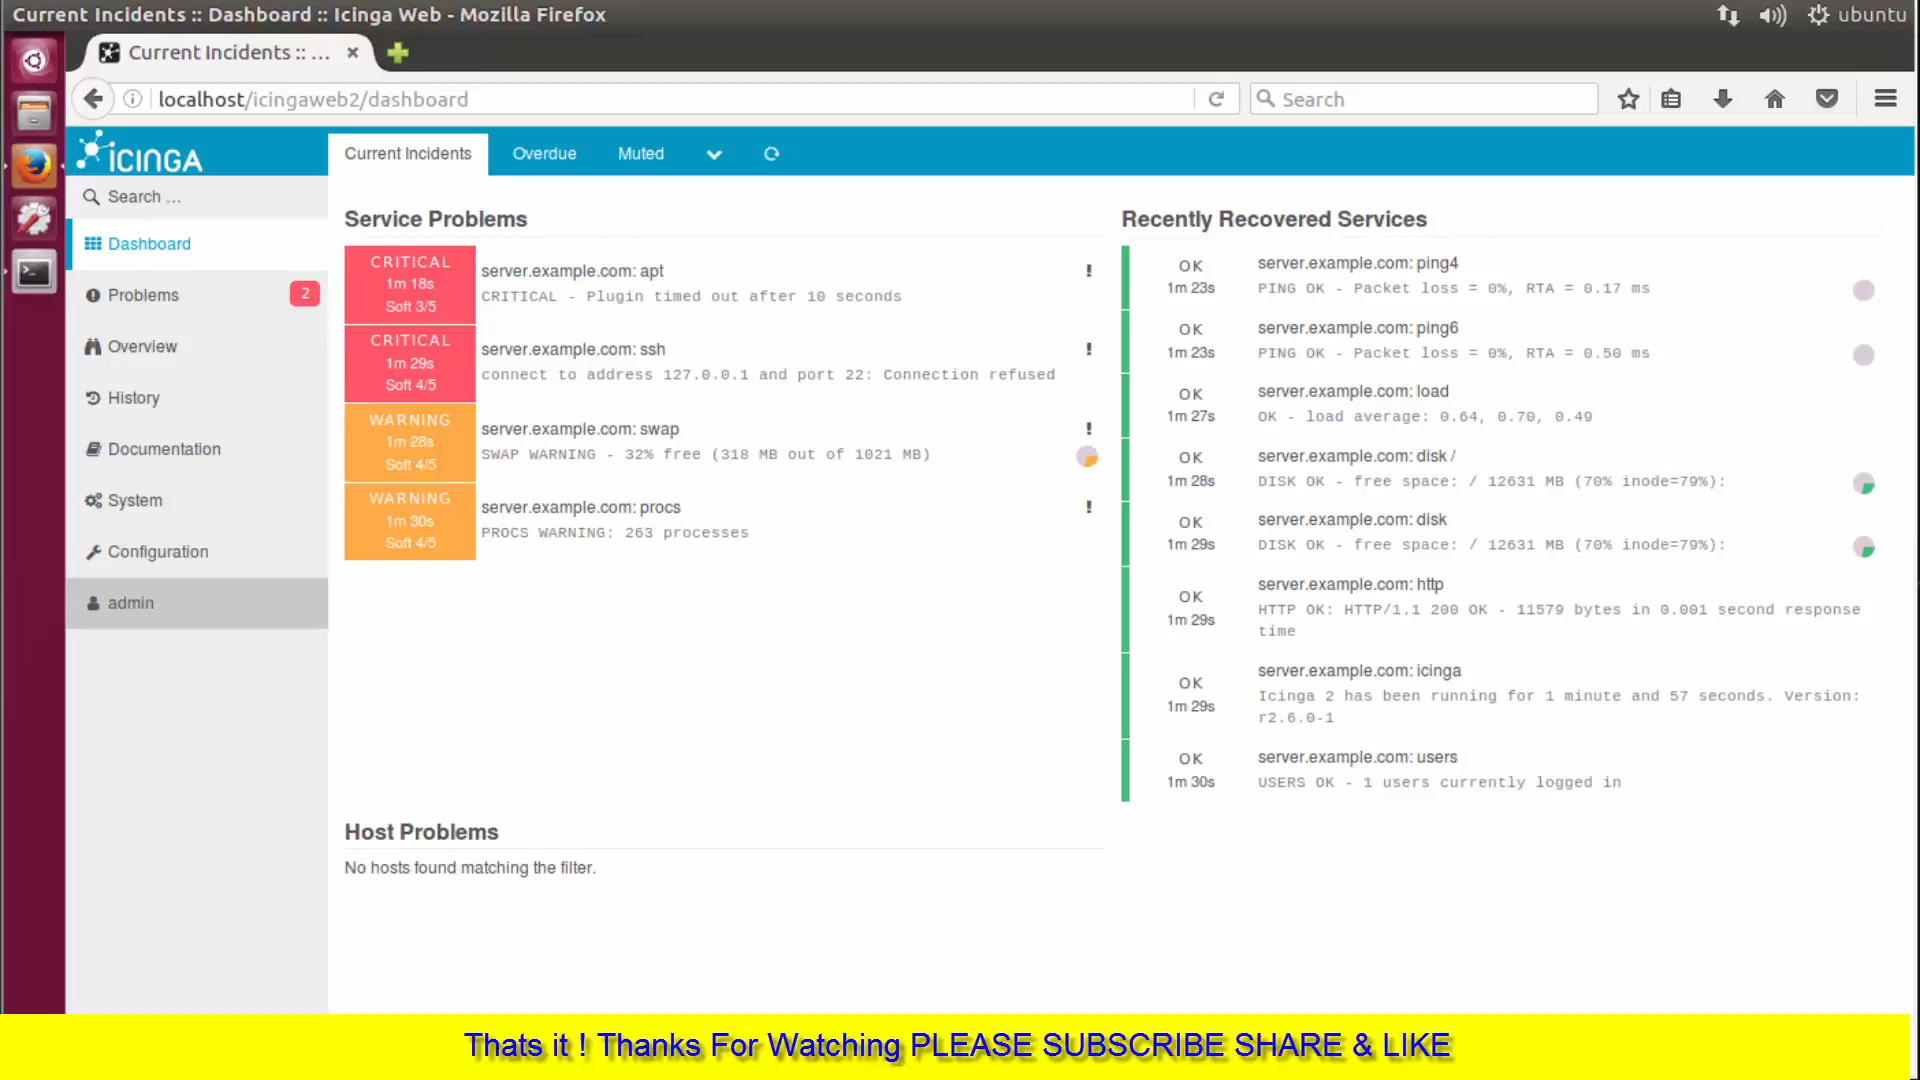 Current Incidents :: Dashboard :: Icinga Web - Mozilla Firefox
ubuntu
Current Incidents :: ...
localhost/icingaweb2/dashboard
Search
ICINGA
Current Incidents
Overdue
Muted
Search ...
Dashboard
Problems
2
Overview
History
Documentation
System
Configuration
admin
Service Problems
CRITICAL
1m 18s
Soft 3/5
server.example.com: apt
CRITICAL - Plugin timed out after 10 seconds
CRITICAL
1m 29s
Soft 4/5
server.example.com: ssh
connect to address 127.0.0.1 and port 22: Connection refused
WARNING
1m 28s
Soft 4/5
server.example.com: swap
SWAP WARNING - 32% free (318 MB out of 1021 MB)
WARNING
1m 30s
Soft 4/5
server.example.com: procs
PROCS WARNING: 263 processes
Host Problems
No hosts found matching the filter.
Recently Recovered Services
OK
1m 23s
server.example.com: ping4
PING OK - Packet loss = 0%, RTA = 0.17 ms
OK
1m 23s
server.example.com: ping6
PING OK - Packet loss = 0%, RTA = 0.50 ms
OK
1m 27s
server.example.com: load
OK - load average: 0.64, 0.70, 0.49
OK
1m 28s
server.example.com: disk /
DISK OK - free space: / 12631 MB (70% inode=79%):
OK
1m 29s
server.example.com: disk
DISK OK - free space: / 12631 MB (70% inode=79%):
OK
1m 29s
server.example.com: http
HTTP OK: HTTP/1.1 200 OK - 11579 bytes in 0.001 second response
time
OK
1m 29s
server.example.com: icinga
Icinga 2 has been running for 1 minute and 57 seconds. Version:
r2.6.0-1
OK
1m 30s
server.example.com: users
USERS OK - 1 users currently logged in
Thats it ! Thanks For Watching PLEASE SUBSCRIBE SHARE & LIKE